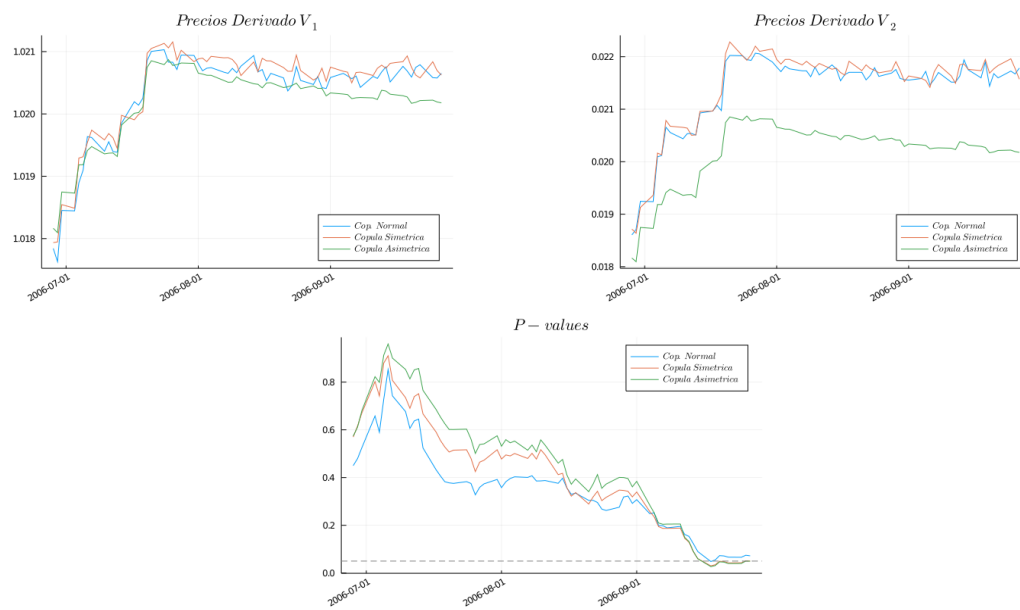 Precios Derivado V₁
1.021
1.020
1.019
1.018
2006-07-01
2006-08-01
2006-09-01
Cop. Normal
Copula Simetrica
Copula Asimetrica
Precios Derivado V₂
0.022
0.021
0.020
0.019
0.018
2006-07-01
2006-08-01
2006-09-01
Cop. Normal
Copula Simetrica
Copula Asimetrica
P − values
0.8
0.6
0.4
0.2
0.0
2006-07-01
2006-08-01
2006-09-01
Cop. Normal
Copula Simetrica
Copula Asimetrica